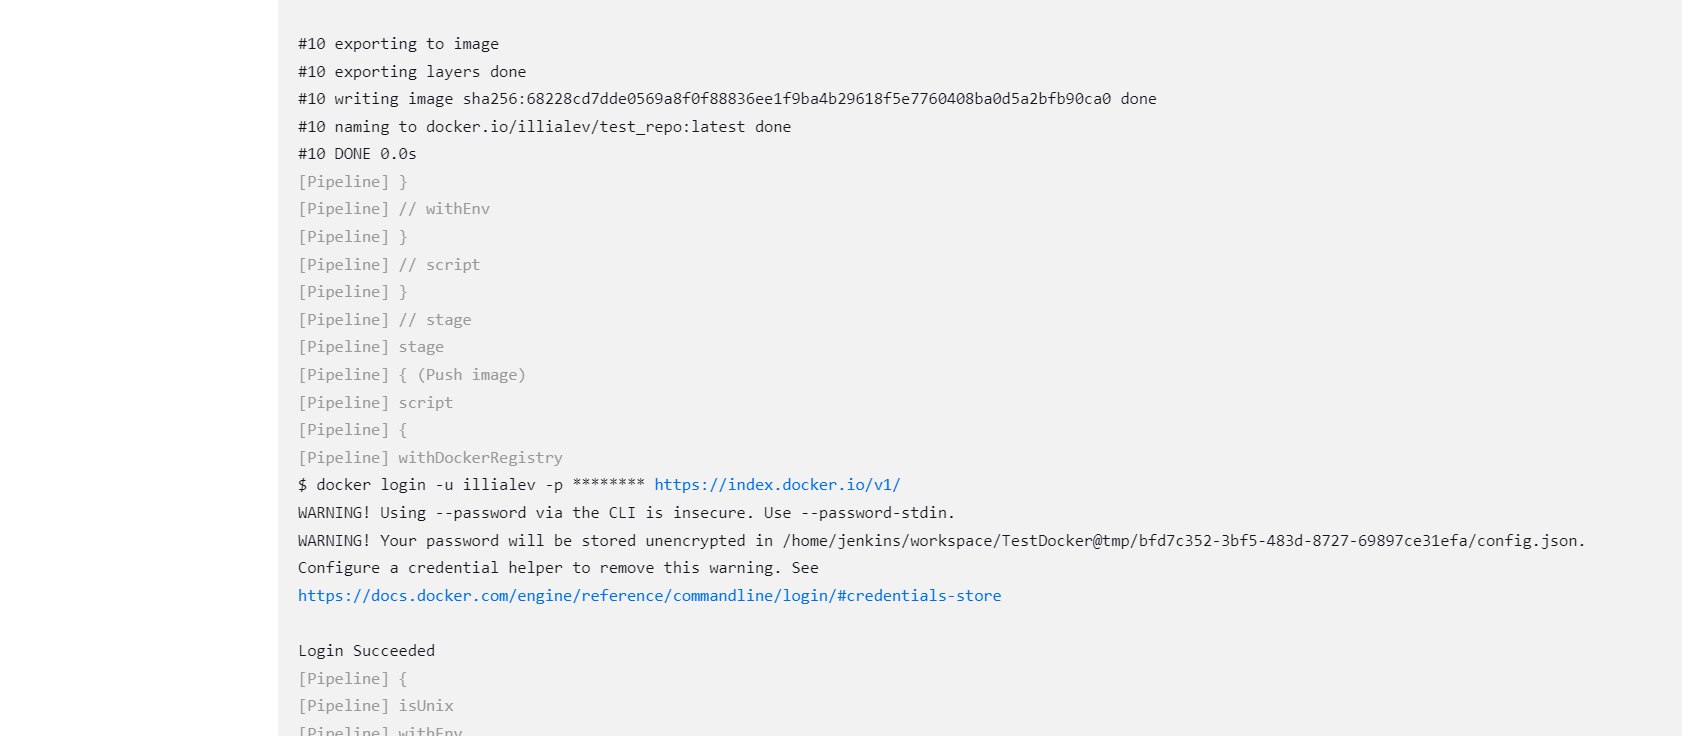 #10 exporting to image
#10 exporting layers done
#10 writing image sha256:68228cd7dde0569a8f0f88836ee1f9ba4b29618f5e7760408ba0d5a2bfb90ca0 done
#10 naming to docker.io/illialev/test_repo:latest done
#10 DONE 0.0s
[Pipeline] }
[Pipeline] // withEnv
[Pipeline] }
[Pipeline] // script
[Pipeline] }
[Pipeline] // stage
[Pipeline] stage
[Pipeline] { (Push image)
[Pipeline] script
[Pipeline] {
[Pipeline] withDockerRegistry
$ docker login -u illialev -p ******** https://index.docker.io/v1/
WARNING! Using --password via the CLI is insecure. Use --password-stdin.
WARNING! Your password will be stored unencrypted in /home/jenkins/workspace/TestDocker@tmp/bfd7c352-3bf5-483d-8727-69897ce31efa/config.json.
Configure a credential helper to remove this warning. See
https://docs.docker.com/engine/reference/commandline/login/#credentials-store
Login Succeeded
[Pipeline] {
[Pipeline] isUnix
[Pipeline] withEnv